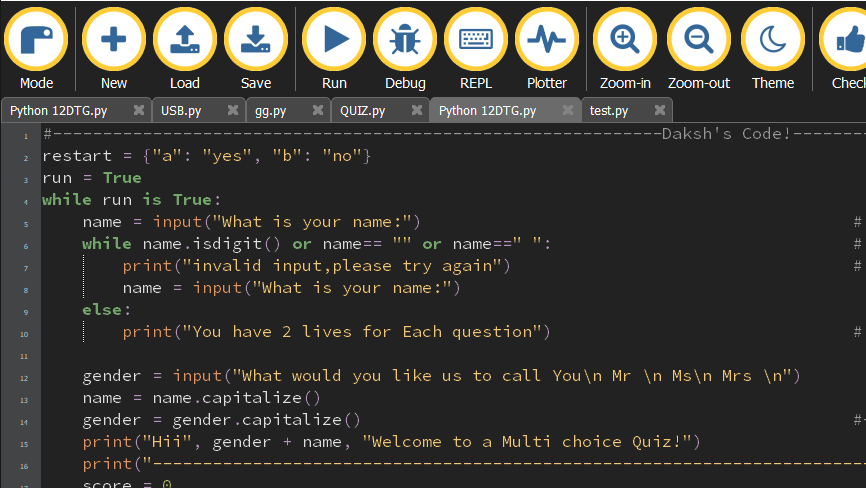 Mode New Load Save Run Debug REPL Plotter Zoom-in Zoom-out Theme Check
Python 12DTG.py USB.py gg.py QUIZ.py Python 12DTG.py test.py
1 #-------------------------------------------------------------Daksh's Code!--------
2 restart = {"a": "yes", "b": "no"}
3 run = True
4 while run is True:
5     name = input("What is your name:") #
6     while name.isdigit() or name== "" or name==" ": #
7         print("invalid input,please try again") #
8         name = input("What is your name:")
9     else:
10         print("You have 2 lives for Each question") #
11
12     gender = input("What would you like us to call You\n Mr \n Ms\n Mrs \n")
13     name = name.capitalize()
14     gender = gender.capitalize() #-
15     print("Hii", gender + name, "Welcome to a Multi choice Quiz!")
16     print("-----------------------------------------------------------------------
17     score = 0